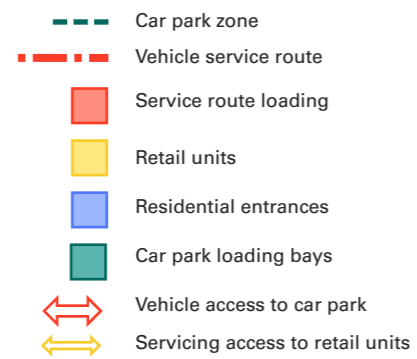 Car park zone
Vehicle service route
Service route loading
Retail units
Residential entrances
Car park loading bays
Vehicle access to car park
Servicing access to retail units